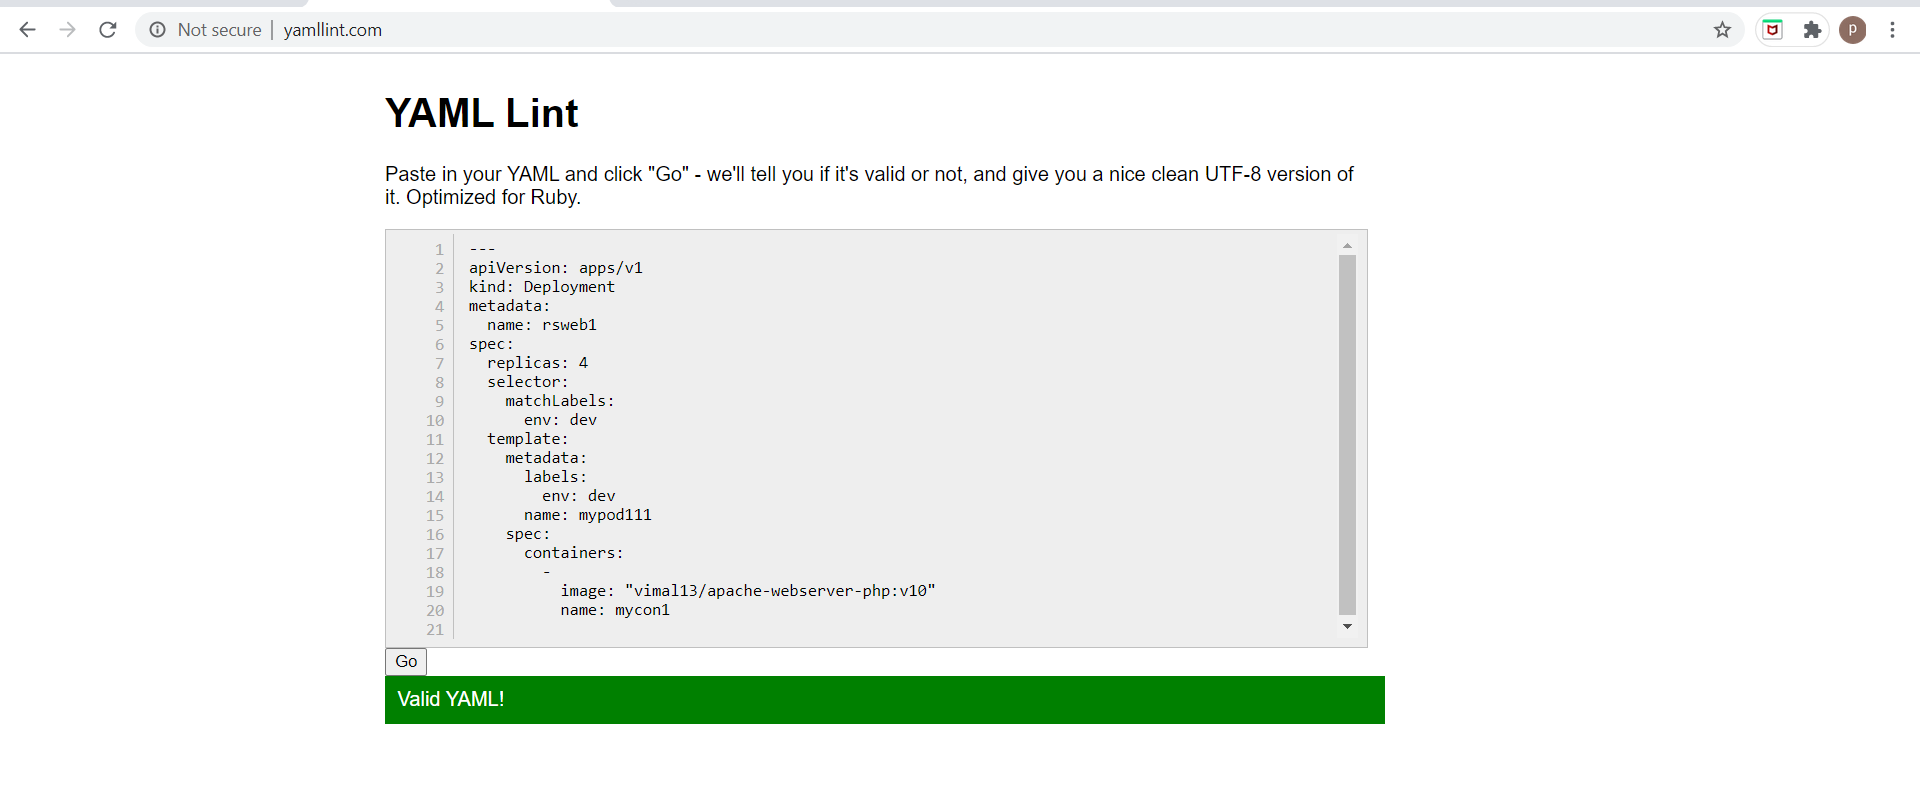 Not secure | yamllint.com
p
YAML Lint
Paste in your YAML and click "Go" - we'll tell you if it's valid or not, and give you a nice clean UTF-8 version of
it. Optimized for Ruby.
1 ---
2 apiVersion: apps/v1
3 kind: Deployment
4 metadata:
5   name: rsweb1
6 spec:
7   replicas: 4
8   selector:
9     matchLabels:
10       env: dev
11   template:
12     metadata:
13       labels:
14         env: dev
15       name: mypod111
16     spec:
17       containers:
18         -
19           image: "vimal13/apache-webserver-php:v10"
20           name: mycon1
21
Go
Valid YAML!